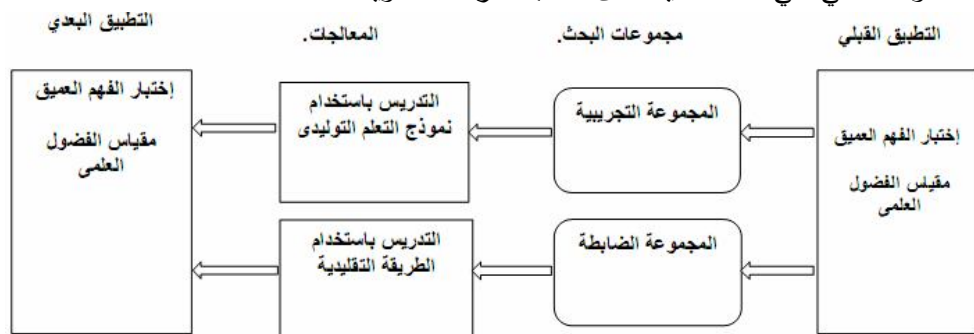 التطبيق القبلي
مجموعات البحث.
المعالجات.
التطبيق البعدي
إختبار الفهم العميق
مقياس الفضول
العلمى
المجموعة التجريبية
التدريس باستخدام
نموذج التعلم التوليدى
إختبار الفهم العميق
مقياس الفضول
العلمى
المجموعة الضابطة
التدريس باستخدام
الطريقة التقليدية